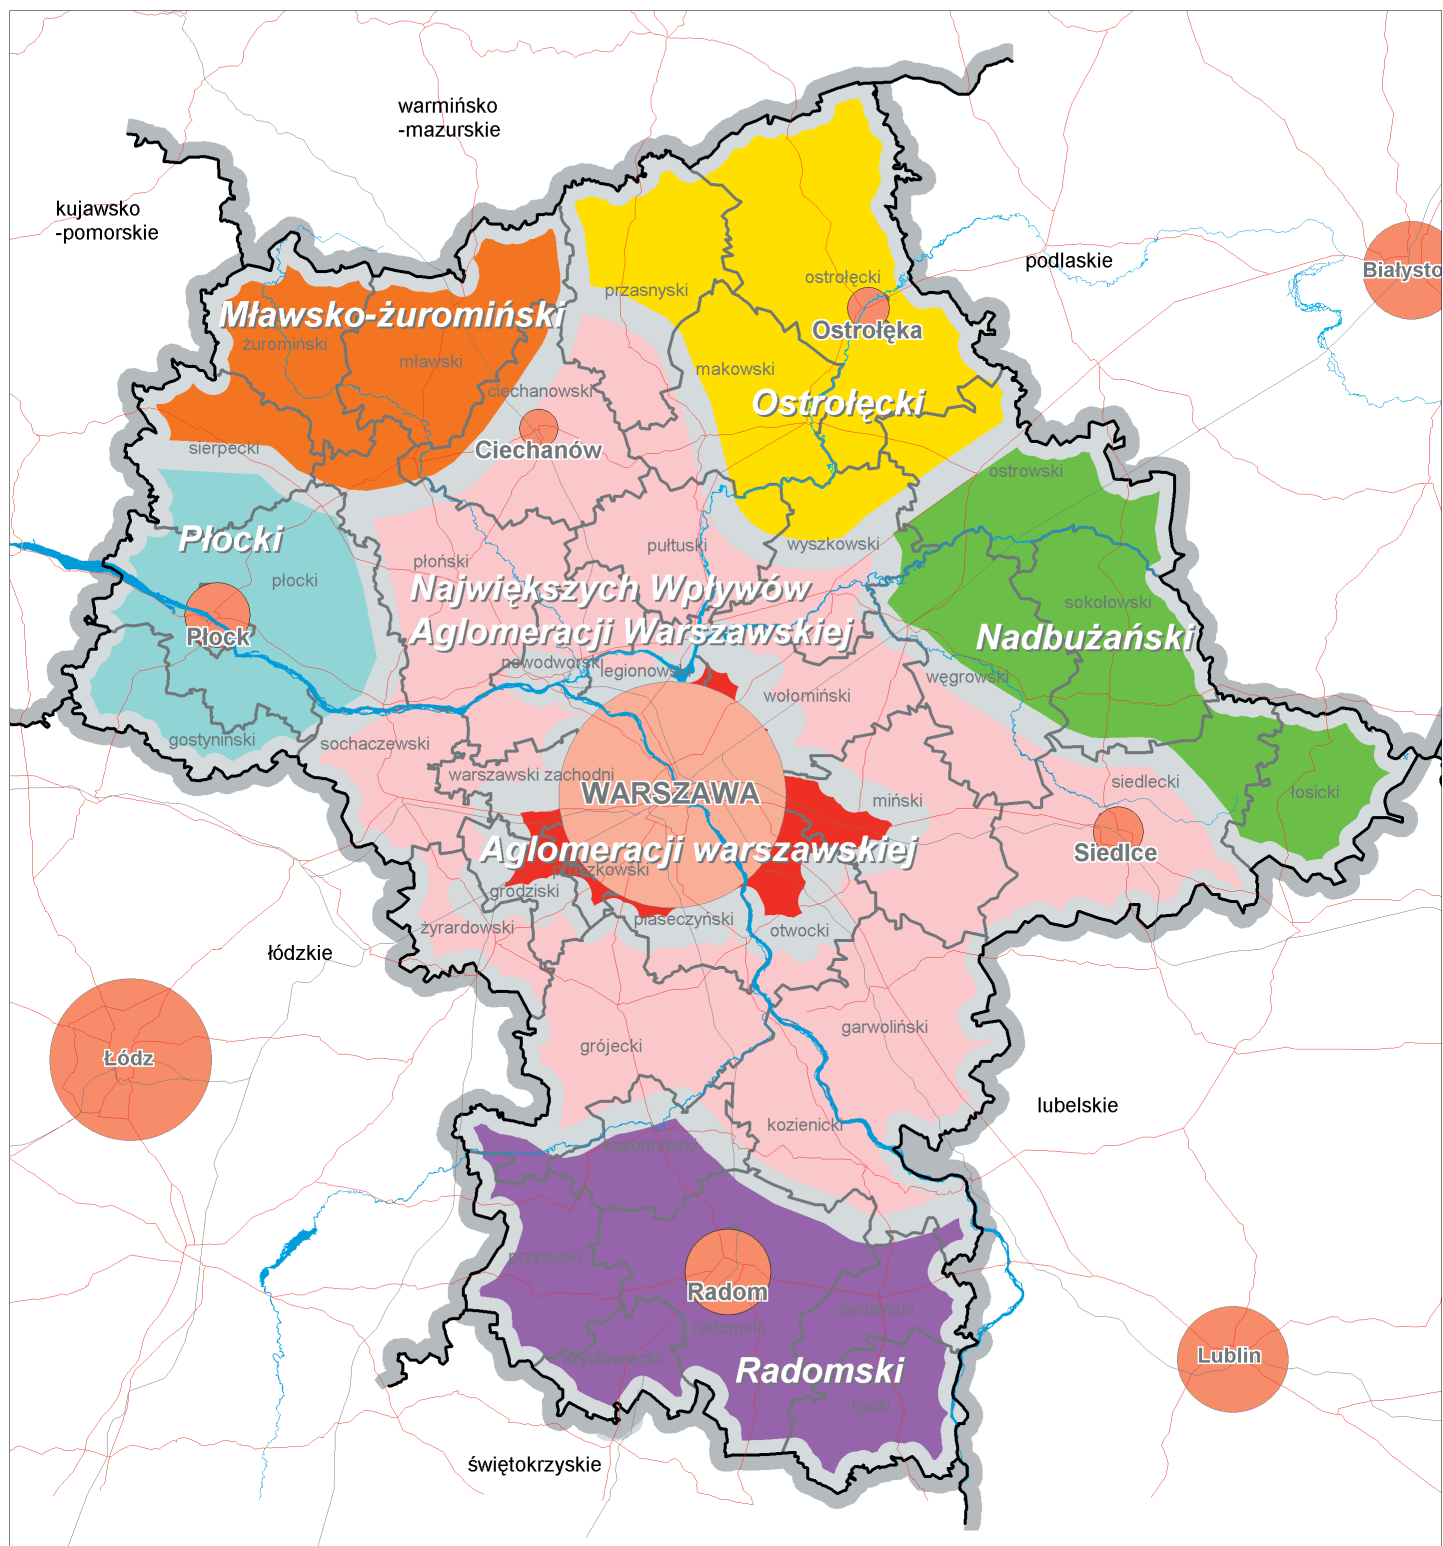 warmińsko
-mazurskie
kujawsko
-pomorskie
podlaskie
Białysto
ostrołęcki
przasnyski
Mławsko-żuromiński
Ostrołęka
żuromiński
mławski
makowski
ciechanowski
Ostrołęcki
sierpecki
Ciechanów
ostrowski
Płocki
pułtuski
wyszkowski
płoński
płocki
Największych Wpływów
Aglomeracji Warszawskiej
sokołowski
Nadbużański
Płock
nowodworski
legionowski
węgrowski
wołomiński
gostyniński
sochaczewski
warszawski zachodni
siedlecki
WARSZAWA
miński
łosicki
Aglomeracji warszawskiej
Siedlce
pruszkowski
grodziski
piaseczyński
żyrardowski
otwocki
łódzkie
garwoliński
grójecki
Łódz
lubelskie
kozienicki
białobrzeski
przysuski
Radom
zwoleński
radomski
szydłowiecki
Lublin
Radomski
lipski
świętokrzyskie